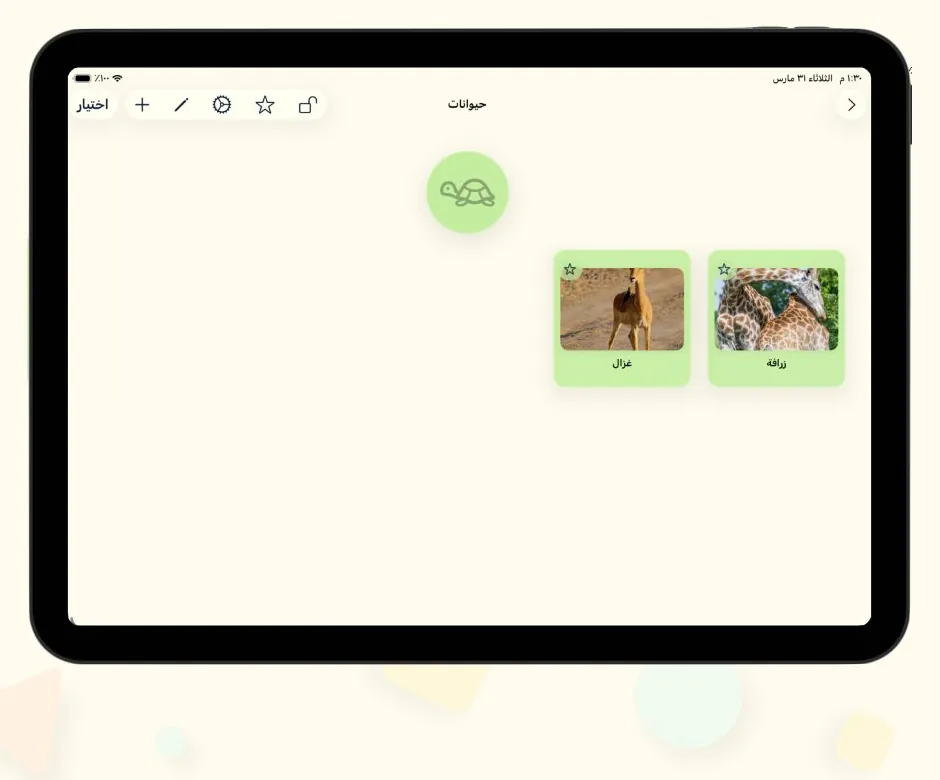 ١:٣٠ م الثلاثاء ٣١ مارس
٪١٠٠
حيوانات
اختيار
زرافة
غزال